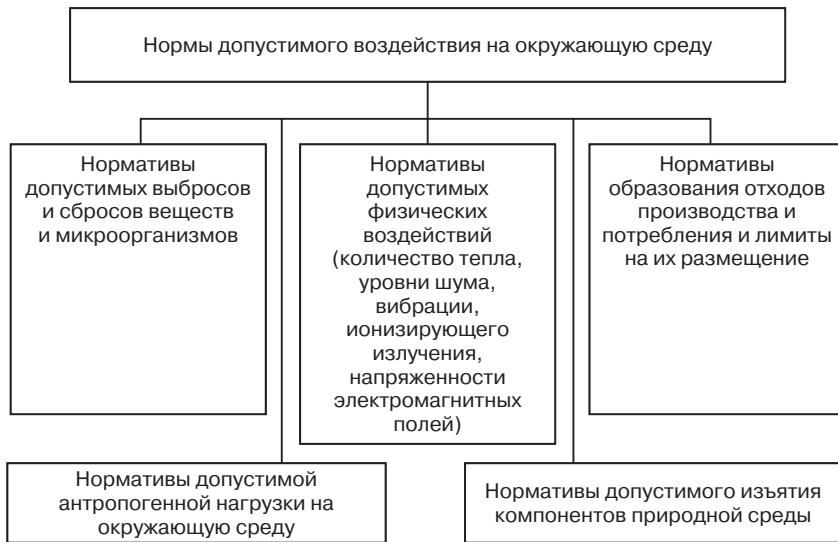 Нормы допустимого воздействия на окружающую среду
Нормативы
допустимых выбросов
и сбросов веществ
и микроорганизмов
Нормативы
допустимых
физических
воздействий
(количество тепла,
уровни шума,
вибрации,
ионизирующего
излучения,
напряженности
электромагнитных
полей)
Нормативы
образования отходов
производства и
потребления и лимиты
на их размещение
Нормативы допустимой
антропогенной нагрузки на
окружающую среду
Нормативы допустимого изъятия
компонентов природной среды